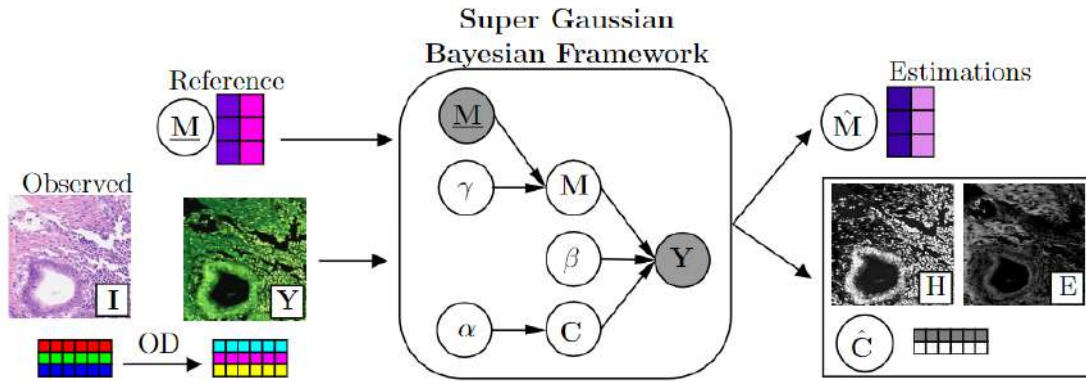 Super Gaussian
Bayesian Framework
Reference
M
Observed
I
Y
OD
M
γ
M
β
Y
α
C
Estimations
M̂
H
E
Ĉ